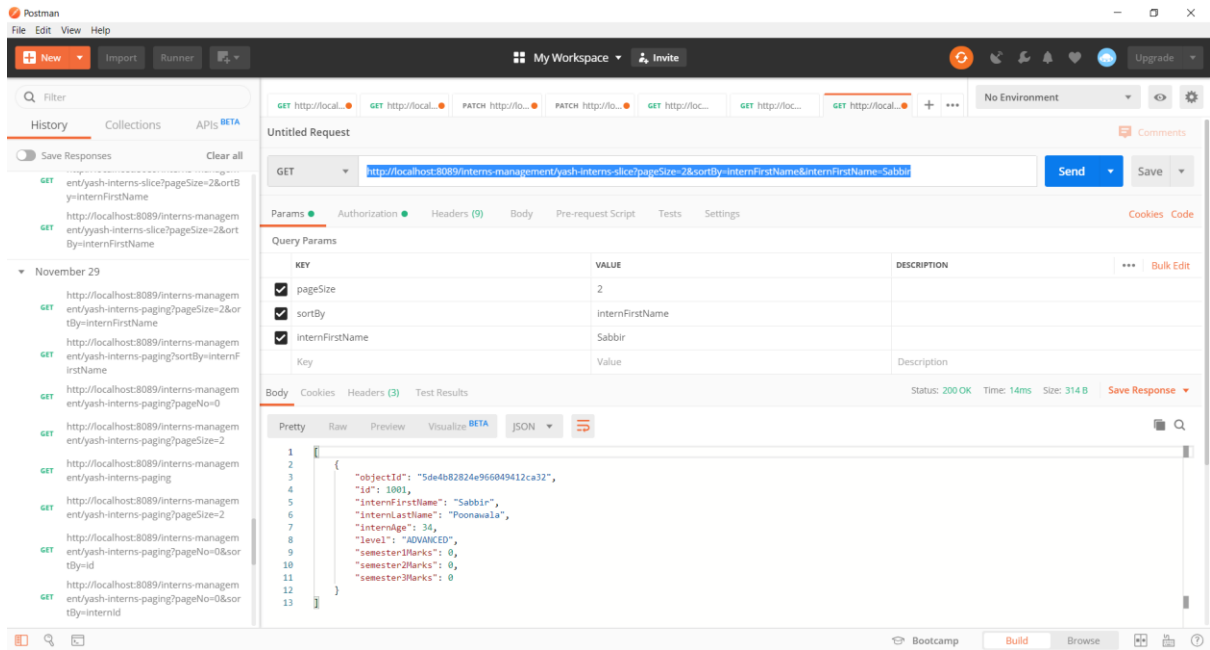 Postman
File Edit View Help
New Import Runner My Workspace Invite Upgrade
Filter
History Collections APIs BETA
Save Responses Clear all
GET ent/yash-interns-slice?pageSize=2&ortB
y=internFirstName
GET http://localhost:8089/interns-managem
ent/yyash-interns-slice?pageSize=2&ort
By=internFirstName
November 29
GET http://localhost:8089/interns-managem
ent/yash-interns-paging?pageSize=2&or
tBy=internFirstName
GET http://localhost:8089/interns-managem
ent/yash-interns-paging?sortBy=internF
irstName
GET http://localhost:8089/interns-managem
ent/yash-interns-paging?pageNo=0
GET http://localhost:8089/interns-managem
ent/yash-interns-paging?pageSize=2
GET http://localhost:8089/interns-managem
ent/yash-interns-paging
GET http://localhost:8089/interns-managem
ent/yash-interns-paging?pageSize=2
GET http://localhost:8089/interns-managem
ent/yash-interns-paging?pageNo=0&sor
tBy=id
GET http://localhost:8089/interns-managem
ent/yash-interns-paging?pageNo=0&sor
tBy=internId
GET http://local... GET http://local... PATCH http://lo... PATCH http://lo... GET http://loc... GET http://loc... GET http://local... + ••• No Environment
Untitled Request Comments
GET http://localhost:8089/interns-management/yash-interns-slice?pageSize=2&sortBy=internFirstName&internFirstName=Sabbir Send Save
Params Authorization Headers (9) Body Pre-request Script Tests Settings Cookies Code
Query Params
KEY VALUE DESCRIPTION ••• Bulk Edit
pageSize 2
sortBy internFirstName
internFirstName Sabbir
Key Value Description
Body Cookies Headers (3) Test Results Status: 200 OK Time: 14ms Size: 314 B Save Response
Pretty Raw Preview Visualize BETA JSON
1 [
2 {
3 "objectId": "5de4b82824e966049412ca32",
4 "id": 1001,
5 "internFirstName": "Sabbir",
6 "internLastName": "Poonawala",
7 "internAge": 34,
8 "level": "ADVANCED",
9 "semester1Marks": 0,
10 "semester2Marks": 0,
11 "semester3Marks": 0
12 }
13 ]
Bootcamp Build Browse